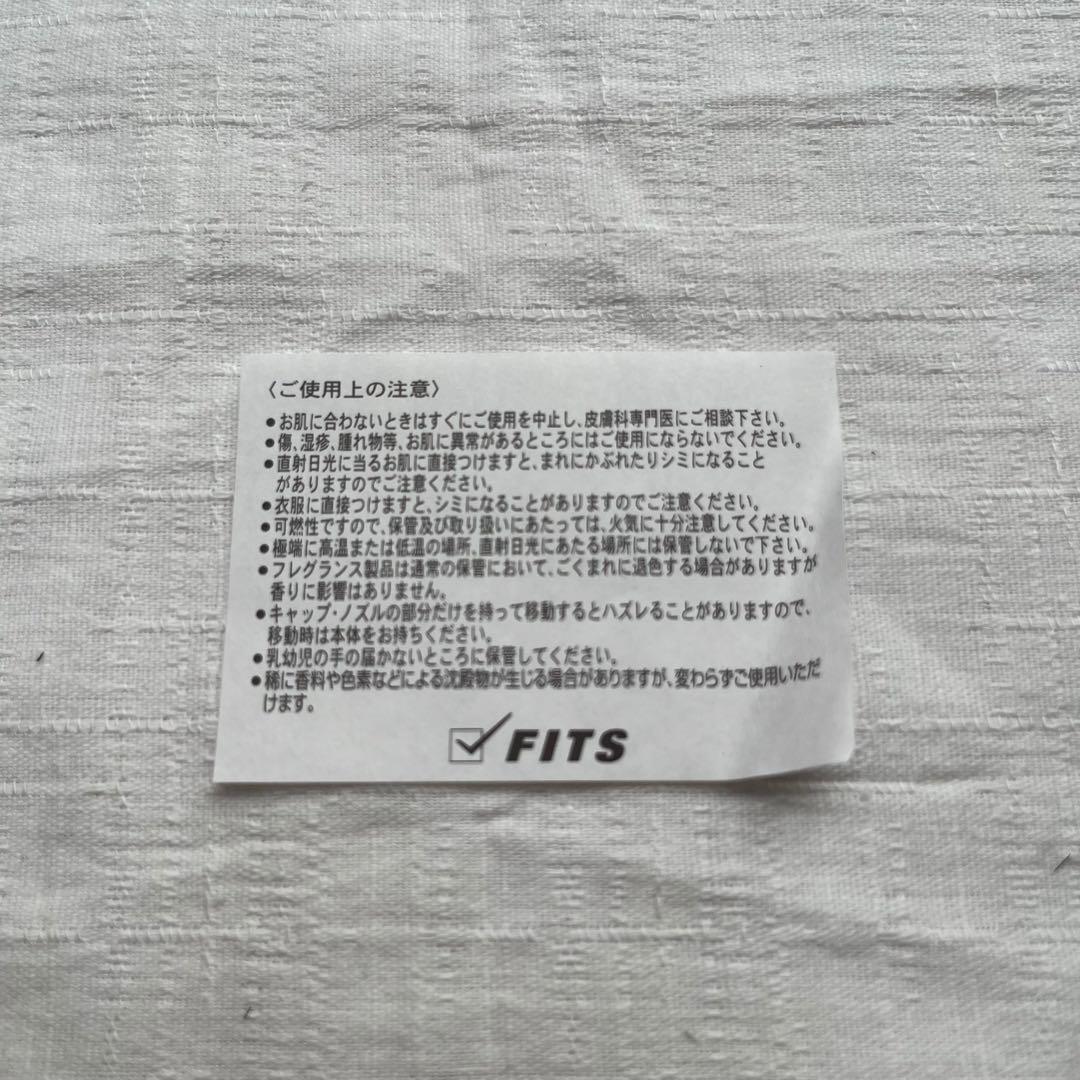 〈ご使用上の注意〉
●お肌に合わないときはすぐにご使用を中止し、皮膚科専門医にご相談下さい。
●傷、湿疹、腫れ物等、お肌に異常があるところにはご使用にならないでください。
●直射日光に当るお肌に直接つけますと、まれにかぶれたりシミになること
がありますのでご注意ください。
●衣服に直接つけますと、シミになることがありますのでご注意ください。
●可燃性ですので、保管及び取り扱いにあたっては、火気に十分注意してください。
●極端に高温または低温の場所、直射日光にあたる場所には保管しないで下さい。
●フレグランス製品は通常の保管において、ごくまれに退色する場合がありますが
香りに影響はありません。
●キャップ・ノズルの部分だけを持って移動するとハズレることがありますので、
移動時は本体をお持ちください。
●乳幼児の手の届かないところに保管してください。
●稀に香料や色素などによる沈殿物が生じる場合がありますが、変わらずご使用いただ
けます。
FITS